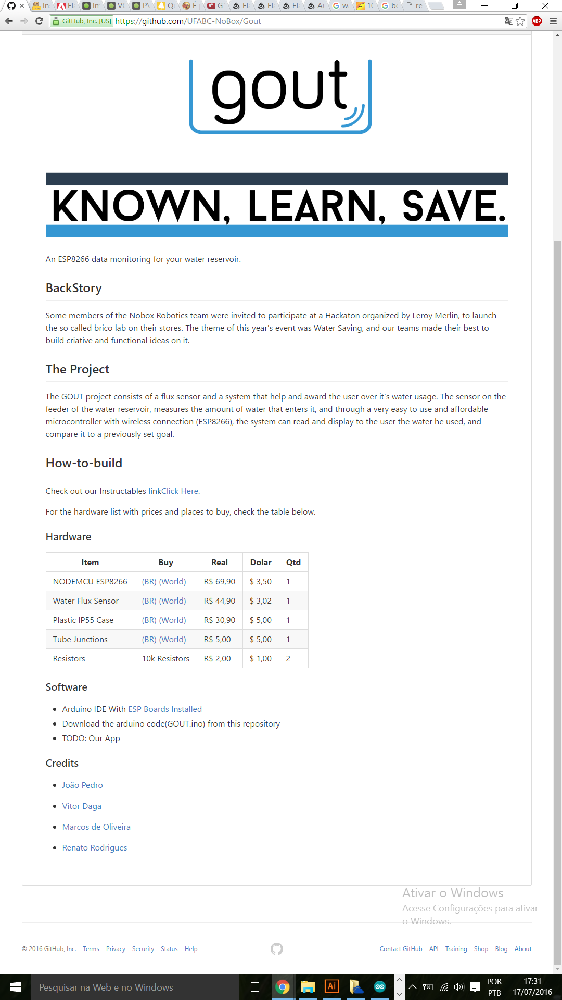 In
Fl
In
V
P
Q
É
G
Fl
Fl
Fl
A
w
10
bo
re
GitHub, Inc. [US] https://github.com/UFABC-NoBox/Gout
ABP
gout
KNOWN, LEARN, SAVE.
An ESP8266 data monitoring for your water reservoir.
BackStory
Some members of the Nobox Robotics team were invited to participate at a Hackaton organized by Leroy Merlin, to launch
the so called brico lab on their stores. The theme of this year's event was Water Saving, and our teams made their best to
build criative and functional ideas on it.
The Project
The GOUT project consists of a flux sensor and a system that help and award the user over it's water usage. The sensor on the
feeder of the water reservoir, measures the amount of water that enters it, and through a very easy to use and affordable
microcontroller with wireless connection (ESP8266), the system can read and display to the user the water he used, and
compare it to a previously set goal.
How-to-build
Check out our Instructables linkClick Here.
For the hardware list with prices and places to buy, check the table below.
Hardware
Item Buy Real Dolar Qtd
NODEMCU ESP8266 (BR) (World) R$ 69,90 $ 3,50 1
Water Flux Sensor (BR) (World) R$ 44,90 $ 3,02 1
Plastic IP55 Case (BR) (World) R$ 30,90 $ 5,00 1
Tube Junctions (BR) (World) R$ 5,00 $ 5,00 1
Resistors 10k Resistors R$ 2,00 $ 1,00 2
Software
Arduino IDE With ESP Boards Installed
Download the arduino code(GOUT.ino) from this repository
TODO: Our App
Credits
João Pedro
Vitor Daga
Marcos de Oliveira
Renato Rodrigues
Ativar o Windows
Acesse Configurações para ativar
o Windows.
© 2016 GitHub, Inc. Terms Privacy Security Status Help Contact GitHub API Training Shop Blog About
Pesquisar na Web e no Windows
Ai
POR
PTB
17:31
17/07/2016